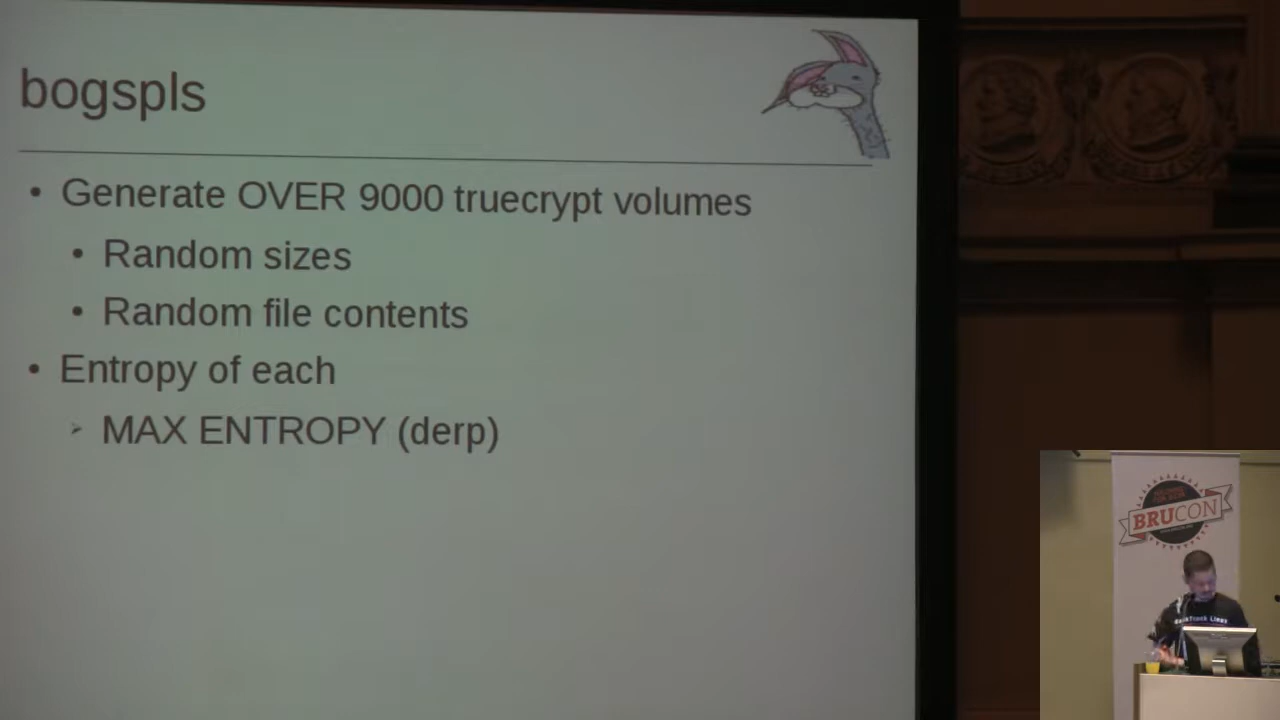 bogspls
• Generate OVER 9000 truecrypt volumes
• Random sizes
• Random file contents
• Entropy of each
➢ MAX ENTROPY (derp)
BRUCON